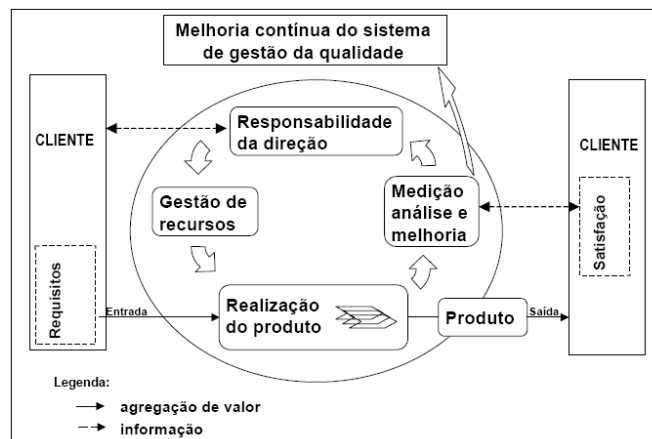 Melhoria contínua do sistema
de gestão da qualidade
CLIENTE
Responsabilidade
da direção
CLIENTE
Gestão de
recursos
Medição
análise e
melhoria
Satisfação
Requisitos
Entrada
Realização
do produto
Produto
Saída
Legenda:
agregação de valor
informação